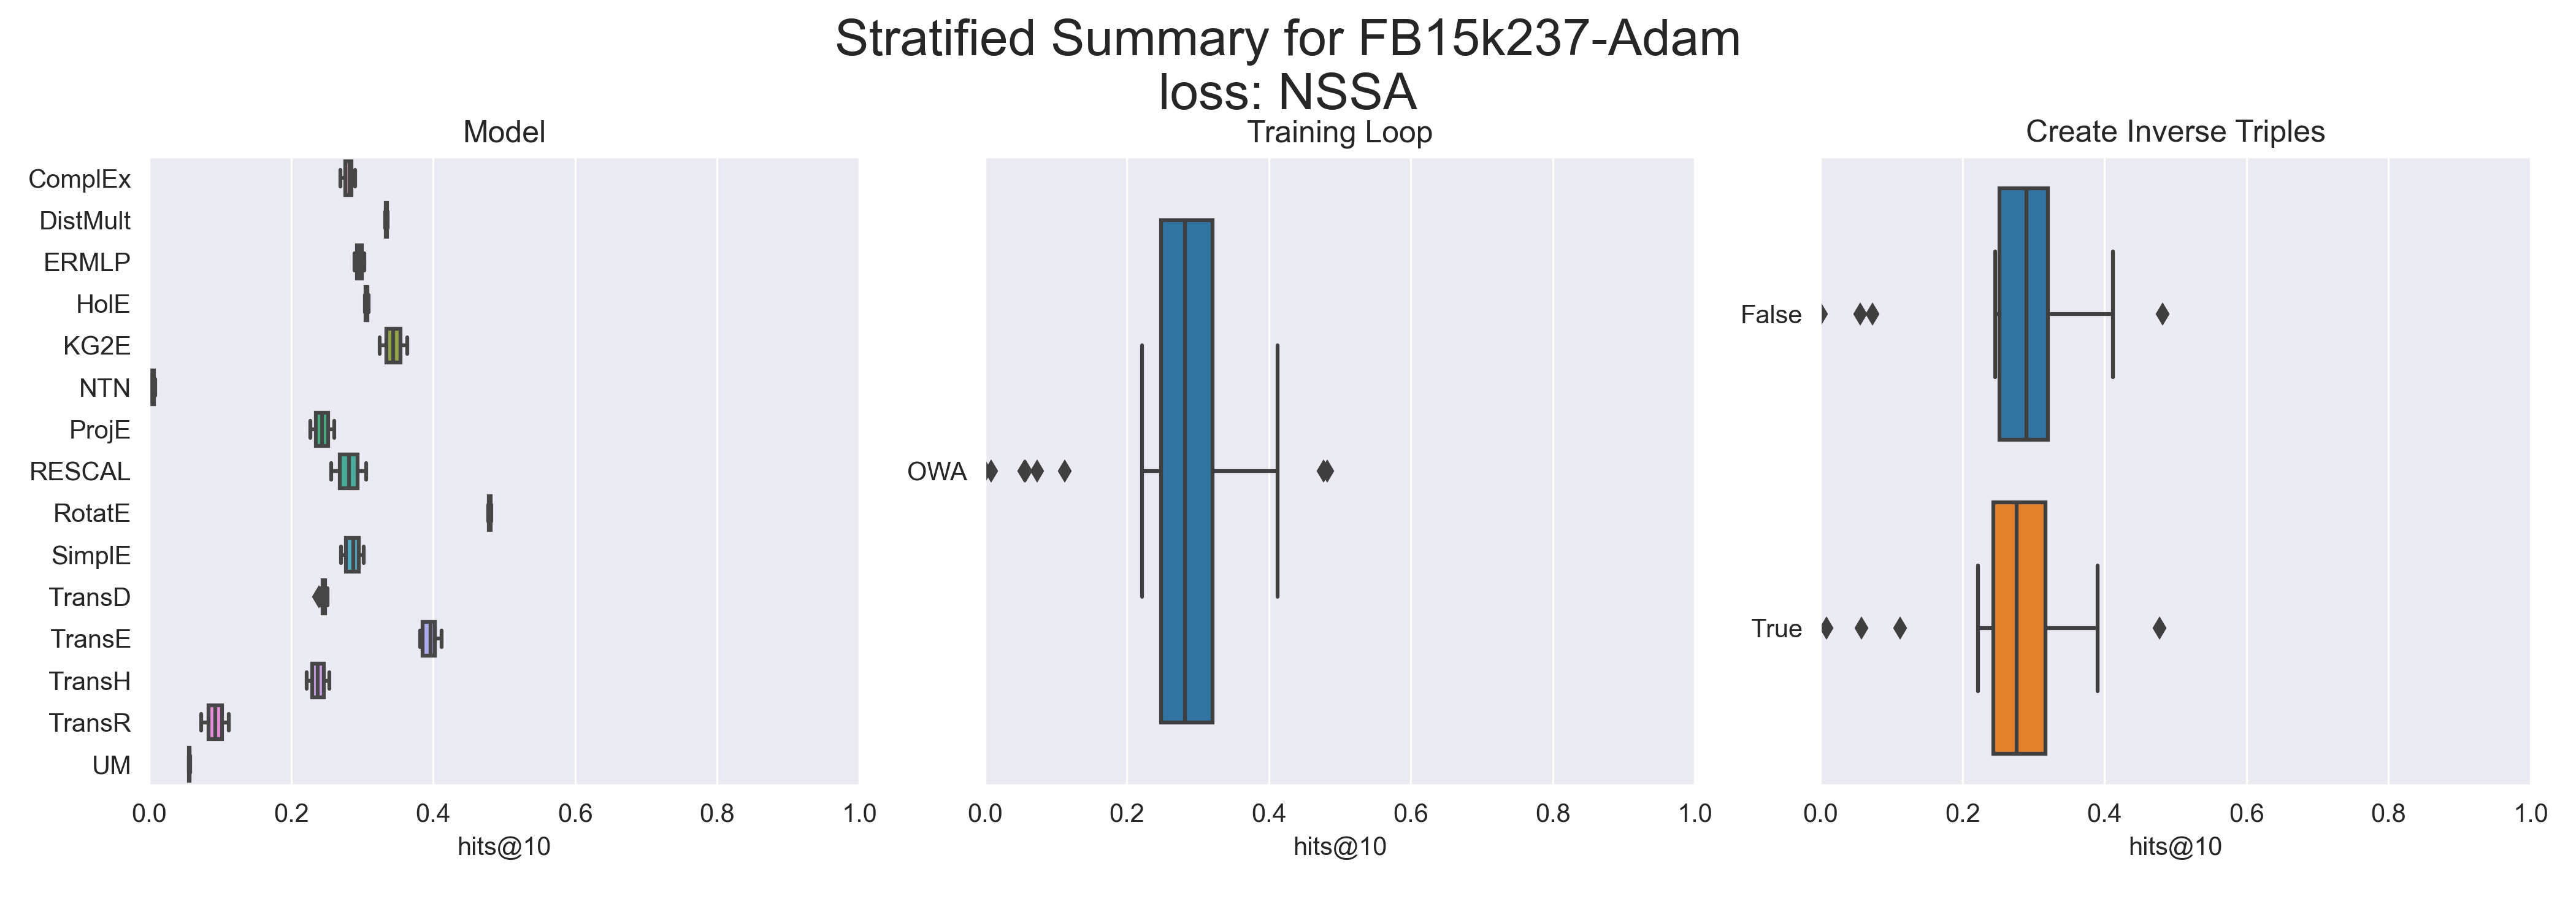 Stratified Summary for FB15k237-Adam
loss: NSSA
Model
ComplEx
DistMult
ERMLP
HolE
KG2E
NTN
ProjE
RESCAL
RotatE
SimplE
TransD
TransE
TransH
TransR
UM
0.0 0.2 0.4 0.6 0.8 1.0
hits@10
Training Loop
OWA
0.0 0.2 0.4 0.6 0.8 1.0
hits@10
Create Inverse Triples
False
True
0.0 0.2 0.4 0.6 0.8 1.0
hits@10